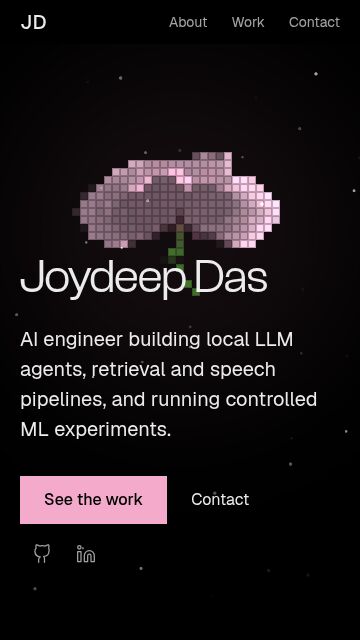 JD
About Work Contact
Joydeep Das
AI engineer building local LLM
agents, retrieval and speech
pipelines, and running controlled
ML experiments.
See the work Contact